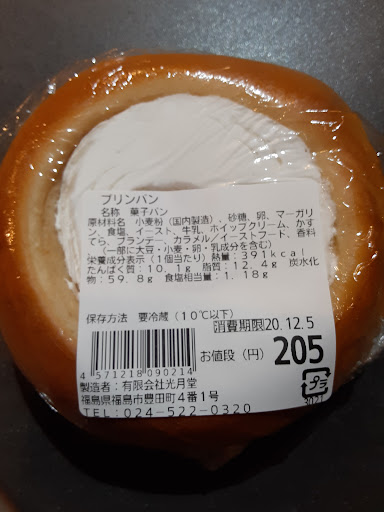 プリンパン
名称 菓子パン
原材料名 小麦粉(国内製造)、砂糖、卵、マーガリ
ン、食塩、イースト、牛乳、ホイップクリーム、かす
てら、ブランデー、カラメル/イーストフード、香料
(一部に大豆・小麦・卵・乳成分を含む)
栄養成分表示(1個当たり)熱量:391kcal
たんぱく質:10.1g 脂質:12.4g 炭水化
物:59.8g 食塩相当量:1.18g
保存方法 要冷蔵(10℃以下)
消費期限20.12.5
お値段(円) 205
4571218090214
プラ
3021
製造者:有限会社光月堂
福島県福島市豊田町4番1号
TEL:024-522-0320